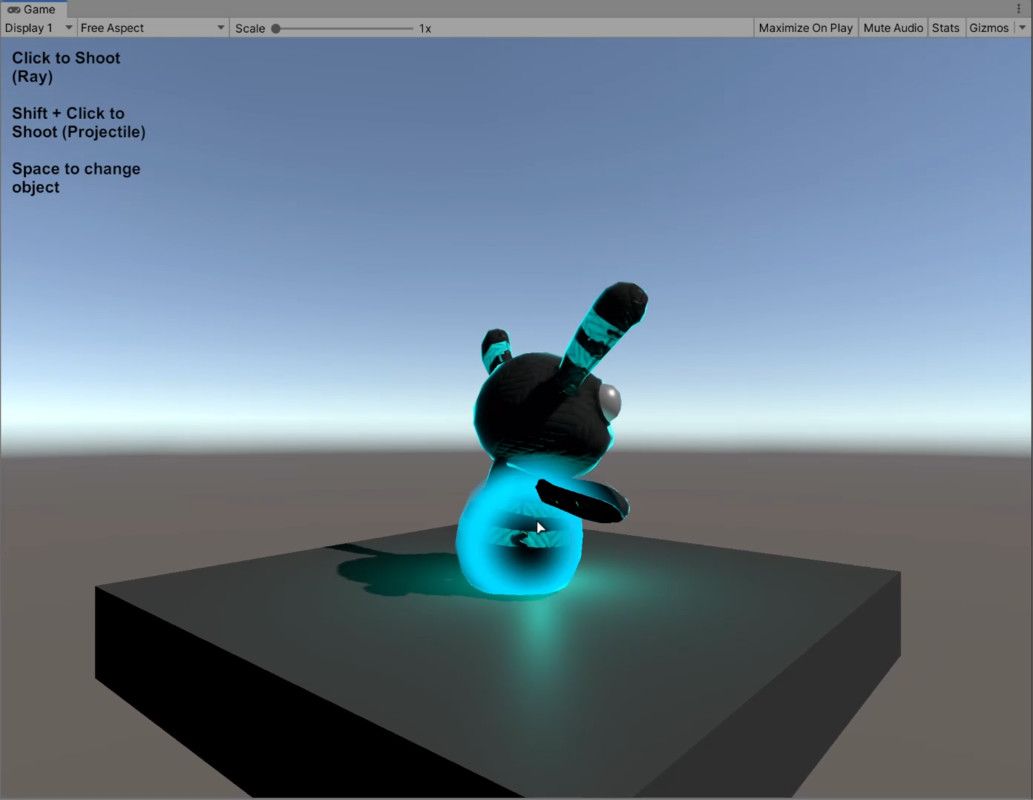 Game
Display 1 Free Aspect Scale 1x Maximize On Play Mute Audio Stats Gizmos
Click to Shoot
(Ray)
Shift + Click to
Shoot (Projectile)
Space to change
object